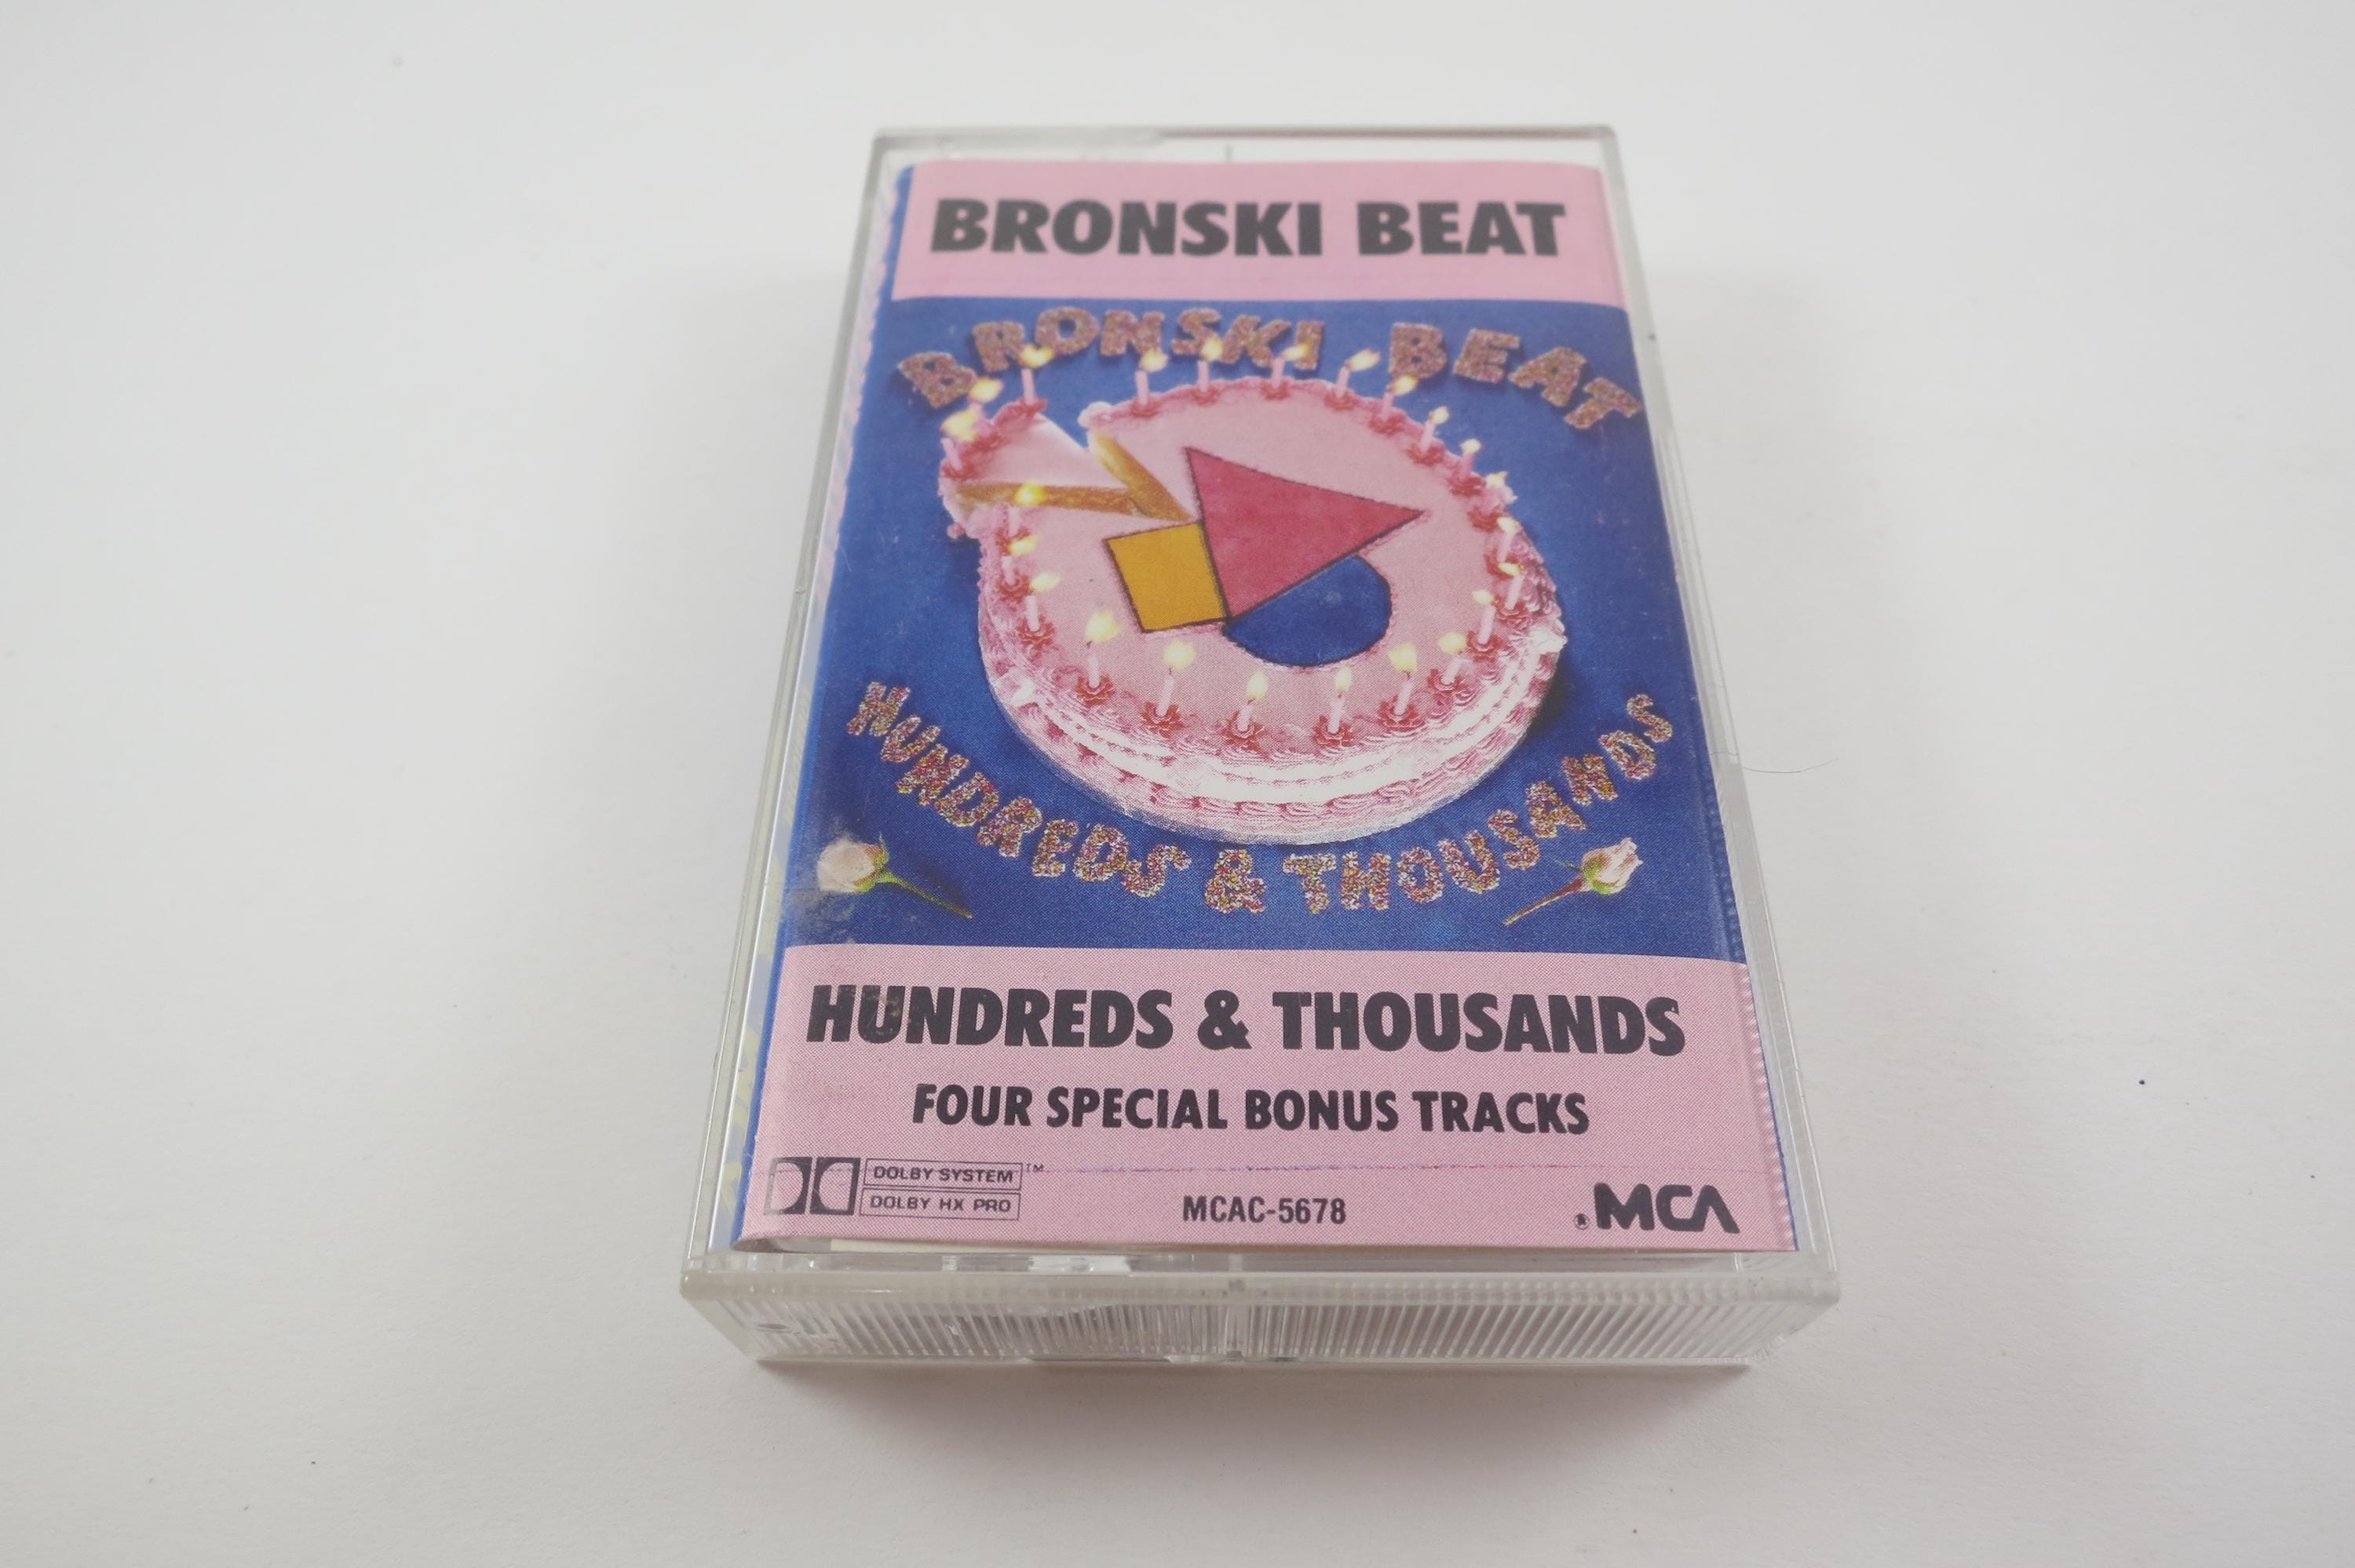 BRONSKI BEAT
BRONSKI BEAT
HUNDREDS & THOUSANDS
HUNDREDS & THOUSANDS
FOUR SPECIAL BONUS TRACKS
DOLBY SYSTEM™
DOLBY HX PRO
MCAC-5678
®MCA